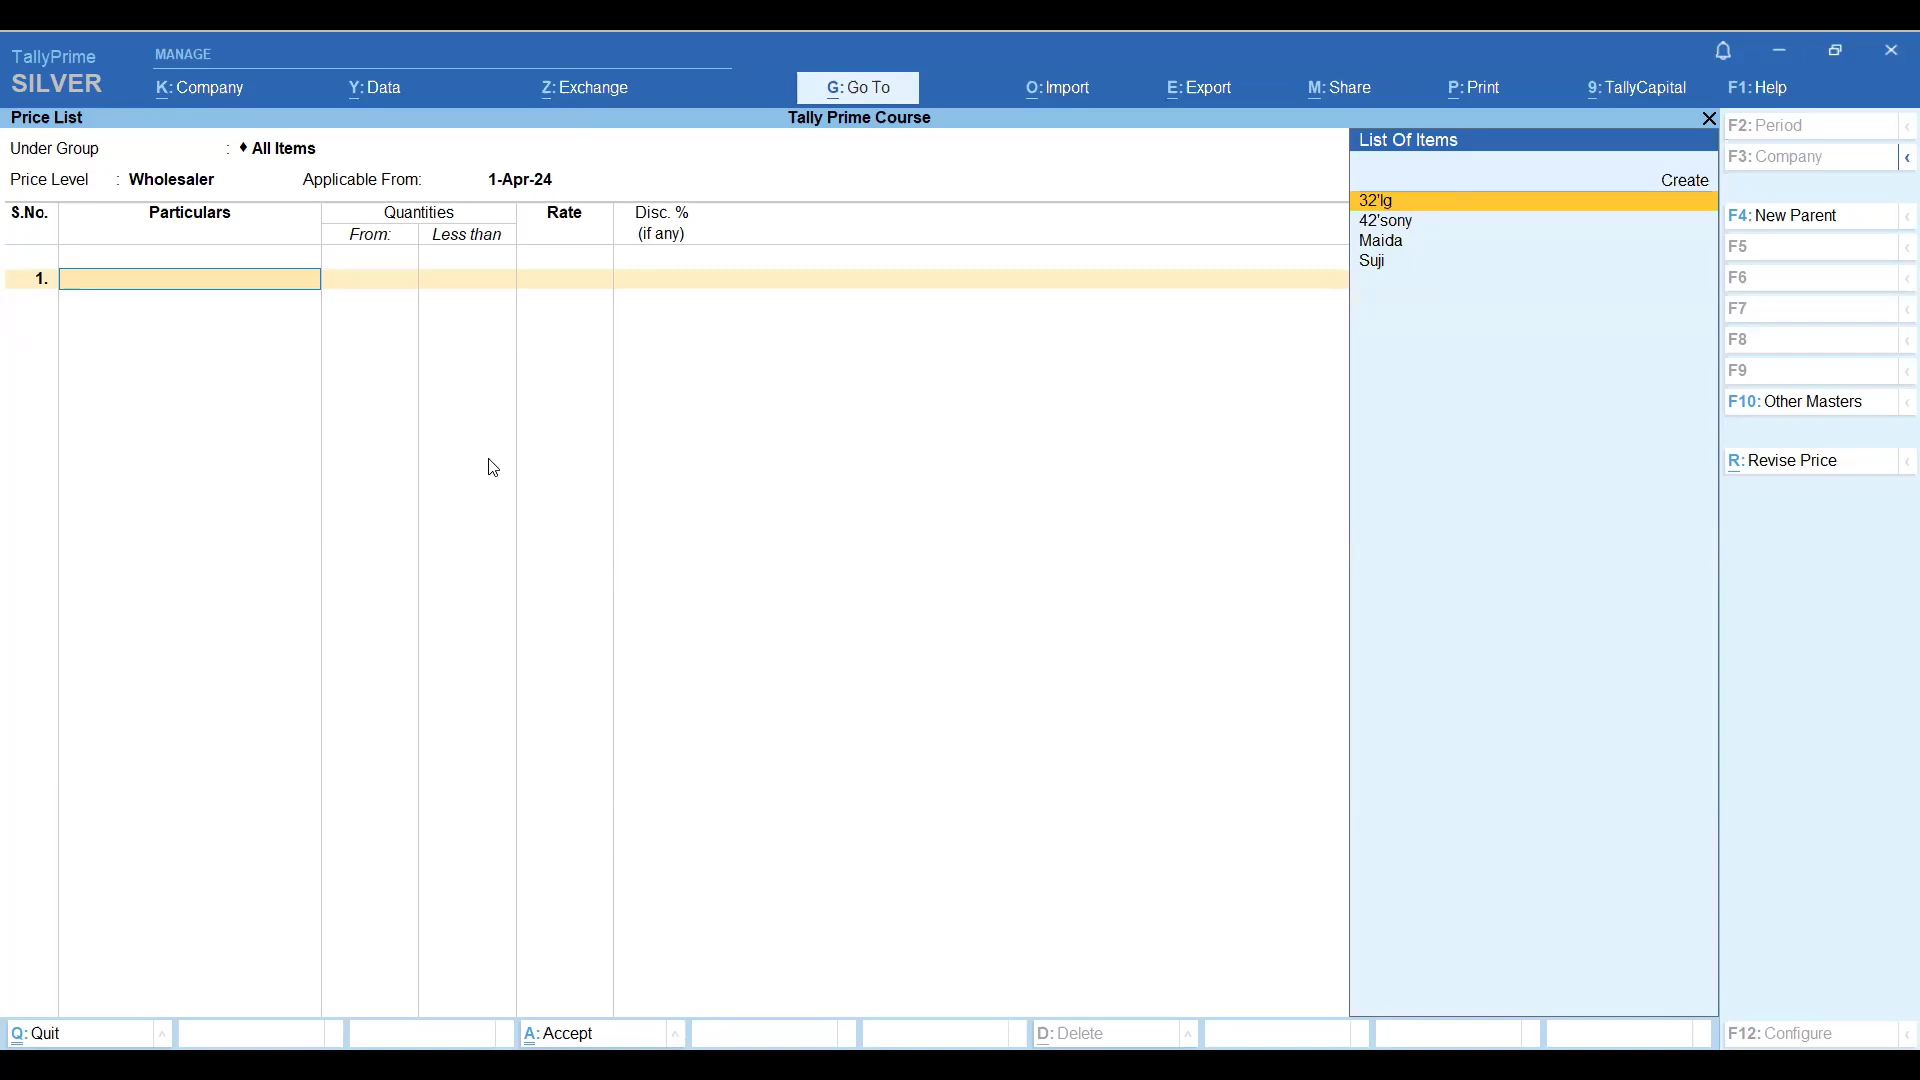 TallyPrime
SILVER
MANAGE
K: Company
Y: Data
Z: Exchange
G: Go To
O: Import
E: Export
M: Share
P: Print
9: TallyCapital
F1: Help
Price List
Tally Prime Course
Under Group : ♦ All Items
Price Level : Wholesaler Applicable From: 1-Apr-24
S.No. Particulars Quantities Rate Disc. %
From: Less than (if any)
1.
List Of Items
Create
32'lg
42'sony
Maida
Suji
F2: Period
F3: Company
F4: New Parent
F5
F6
F7
F8
F9
F10: Other Masters
R: Revise Price
Q: Quit
A: Accept
D: Delete
F12: Configure